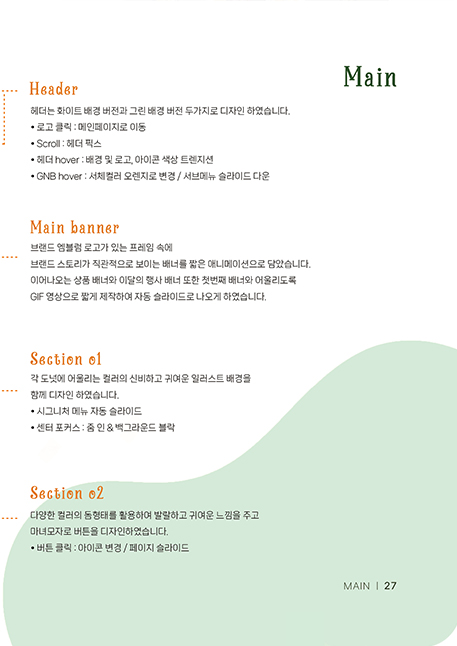 Main
Header
헤더는 화이트 배경 버전과 그린 배경 버전 두가지로 디자인 하였습니다.
• 로고 클릭 : 메인페이지로 이동
• Scroll : 헤더 픽스
• 헤더 hover : 배경 및 로고, 아이콘 색상 트렌지션
• GNB hover : 서체컬러 오렌지로 변경 / 서브메뉴 슬라이드 다운
Main banner
브랜드 엠블럼 로고가 있는 프레임 속에
브랜드 스토리가 직관적으로 보이는 배너를 짧은 애니메이션으로 담았습니다.
이어나오는 상품 배너와 이달의 행사 배너 또한 첫번째 배너와 어울리도록
GIF 영상으로 짧게 제작하여 자동 슬라이드로 나오게 하였습니다.
Section 01
각 도넛에 어울리는 컬러의 신비하고 귀여운 일러스트 배경을
함께 디자인 하였습니다.
• 시그니처 메뉴 자동 슬라이드
• 센터 포커스 : 줌 인 & 백그라운드 블락
Section 02
다양한 컬러의 돔형태를 활용하여 발랄하고 귀여운 느낌을 주고
마녀모자로 버튼을 디자인하였습니다.
• 버튼 클릭 : 아이콘 변경 / 페이지 슬라이드
MAIN | 27